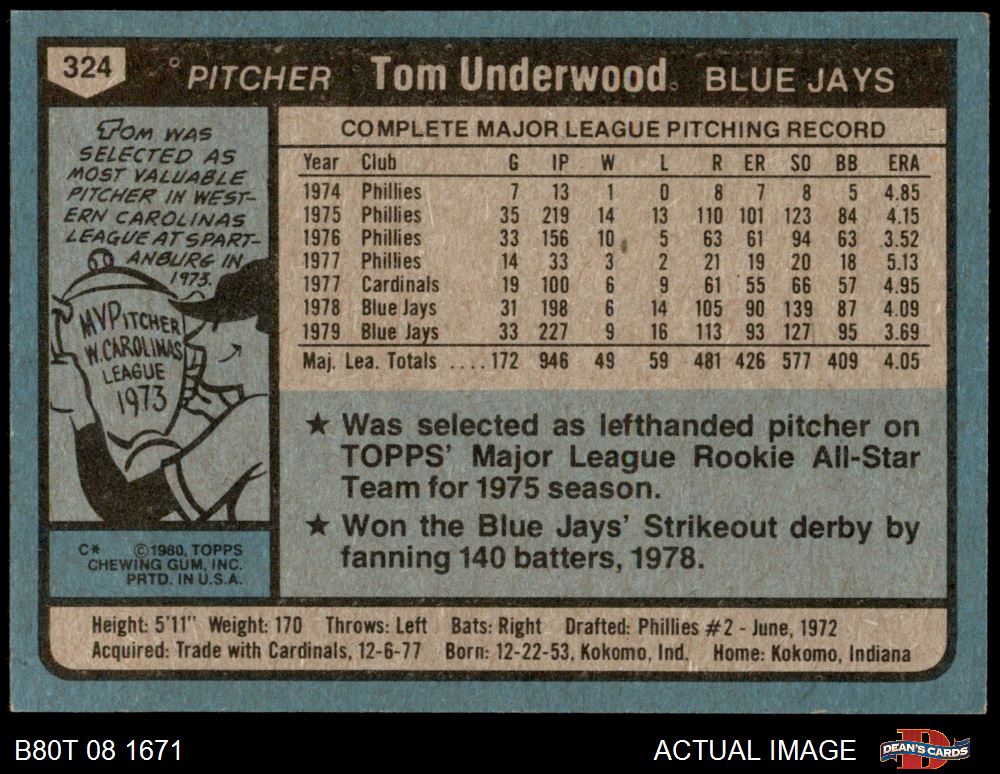 324 PITCHER Tom Underwood BLUE JAYS
TOM WAS
SELECTED AS
MOST VALUABLE
PITCHER IN WEST-
ERN CAROLINAS
LEAGUE AT SPART-
ANBURG IN
1973.
MVPITCHER
W. CAROLINAS
LEAGUE
1973
C* ©1980, TOPPS
CHEWING GUM, INC.
PRTD. IN U.S.A.
COMPLETE MAJOR LEAGUE PITCHING RECORD
Year Club G IP W L R ER SO BB ERA
1974 Phillies 7 13 1 0 8 7 8 5 4.85
1975 Phillies 35 219 14 13 110 101 123 84 4.15
1976 Phillies 33 156 10 5 63 61 94 63 3.52
1977 Phillies 14 33 3 2 21 19 20 18 5.13
1977 Cardinals 19 100 6 9 61 55 66 57 4.95
1978 Blue Jays 31 198 6 14 105 90 139 87 4.09
1979 Blue Jays 33 227 9 16 113 93 127 95 3.69
Maj. Lea. Totals ....172 946 49 59 481 426 577 409 4.05
★ Was selected as lefthanded pitcher on
TOPPS' Major League Rookie All-Star
Team for 1975 season.
★ Won the Blue Jays' Strikeout derby by
fanning 140 batters, 1978.
Height: 5'11" Weight: 170 Throws: Left Bats: Right Drafted: Phillies #2 - June, 1972
Acquired: Trade with Cardinals, 12-6-77 Born: 12-22-53, Kokomo, Ind. Home: Kokomo, Indiana
B80T 08 1671 ACTUAL IMAGE DEAN'S CARDS